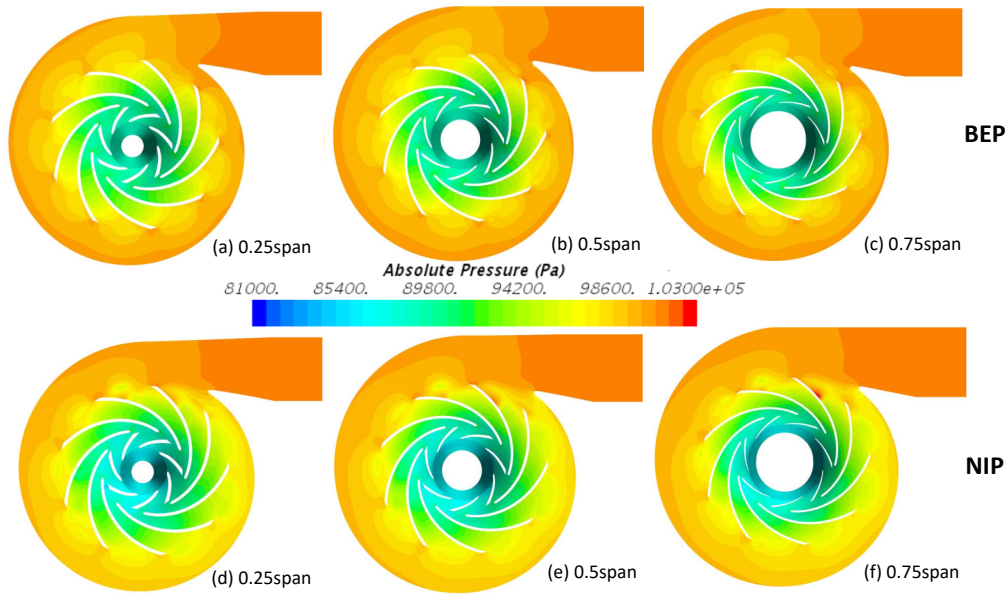 BEP
(a) 0.25span
(b) 0.5span
(c) 0.75span
Absolute Pressure (Pa)
81000. 85400. 89800. 94200. 98600. 1.0300e+05
NIP
(d) 0.25span
(e) 0.5span
(f) 0.75span